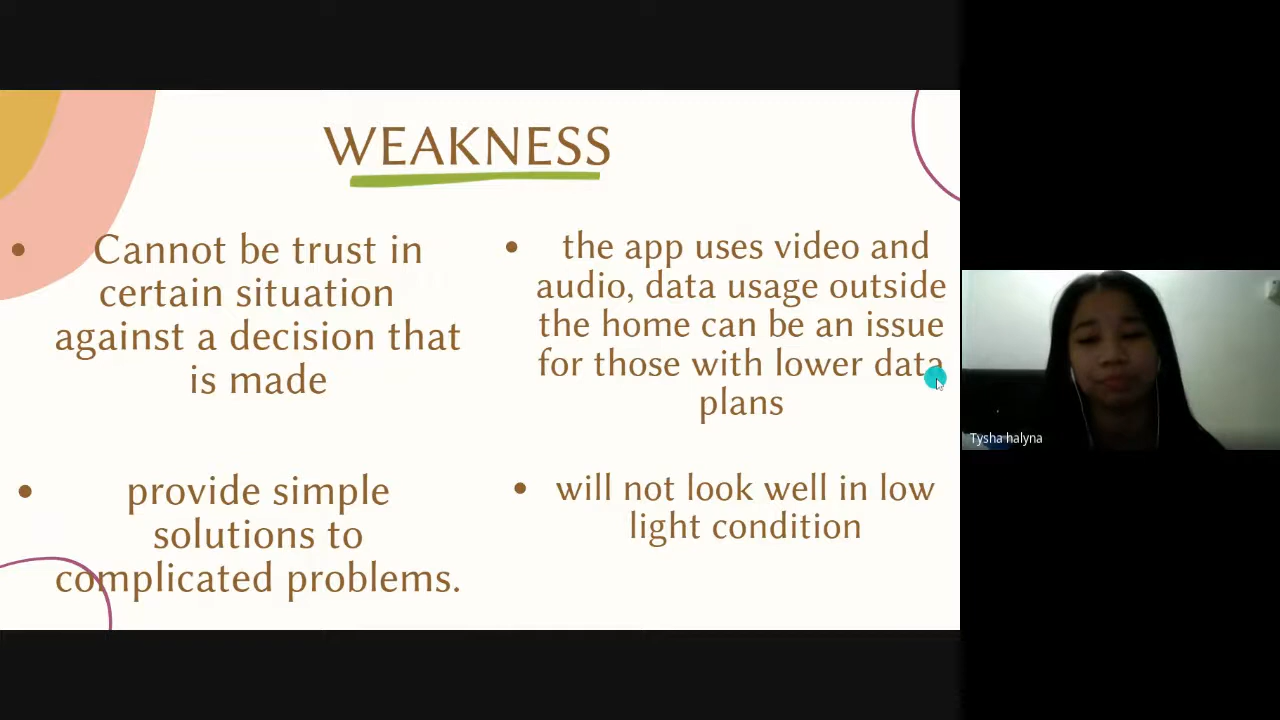 WEAKNESS
• Cannot be trust in
certain situation
against a decision that
is made
• provide simple
solutions to
complicated problems.
• the app uses video and
audio, data usage outside
the home can be an issue
for those with lower data
plans
• will not look well in low
light condition
Tysha halyna